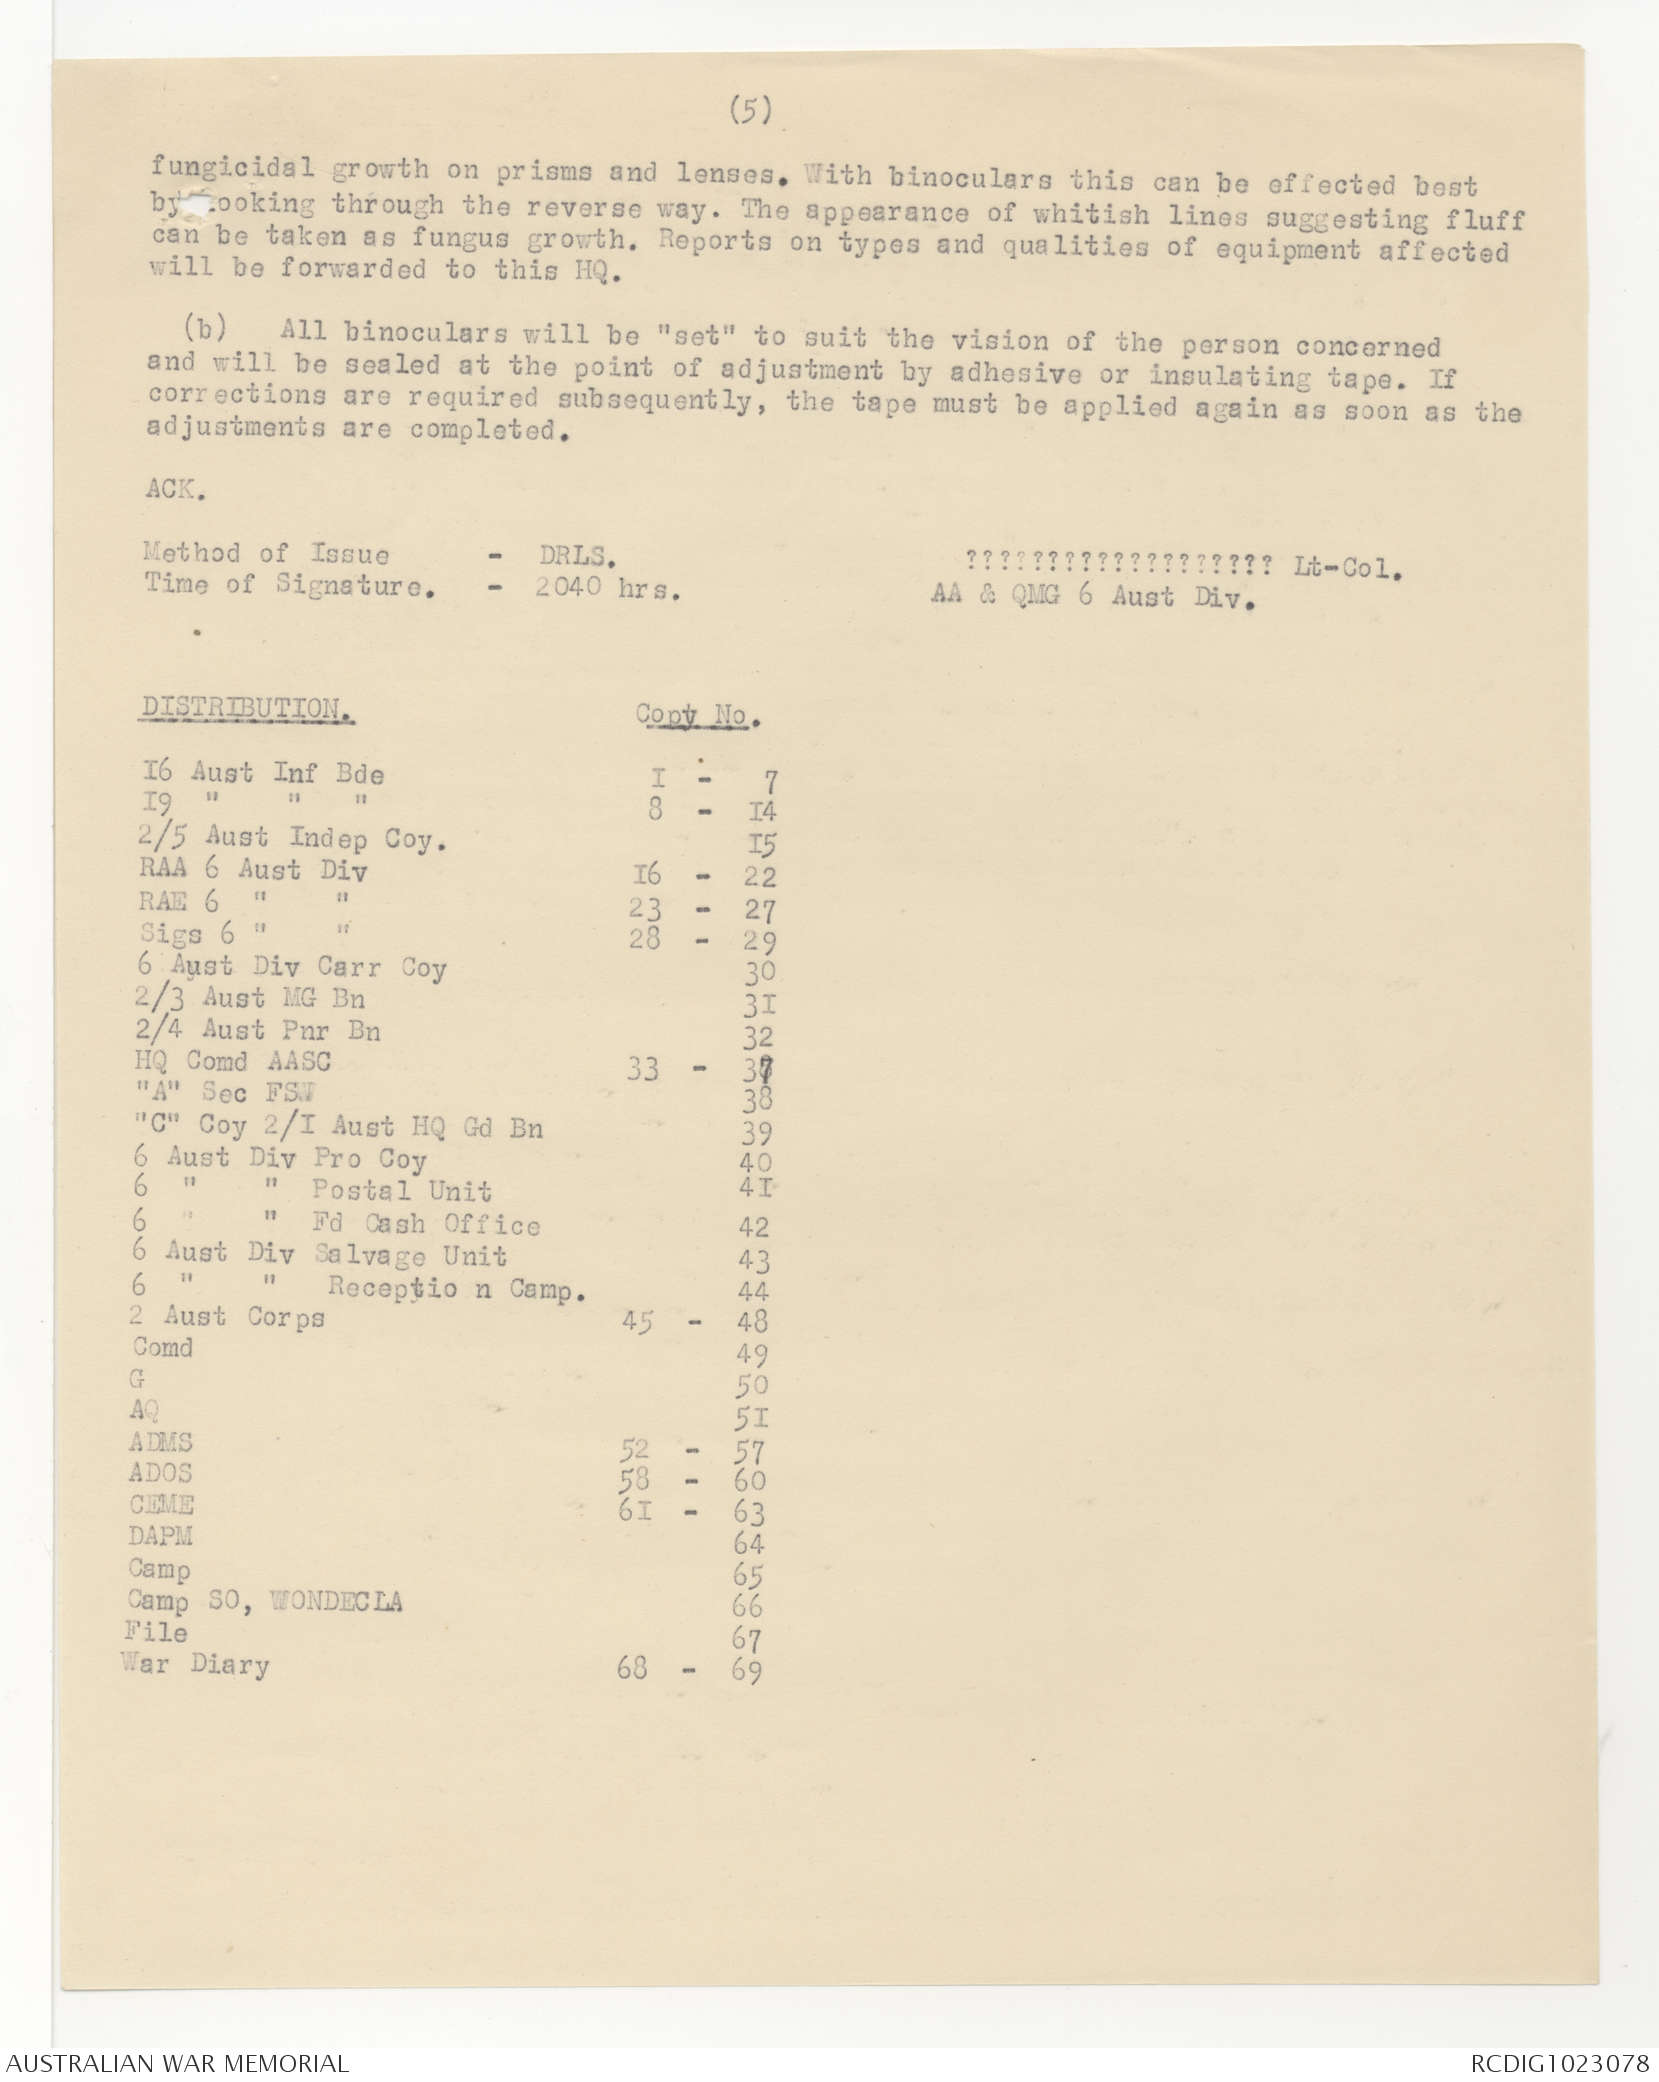 (5)
fungicidal growth on prisms and lenses. With binoculars this can be effected best
by looking through the reverse way. The appearance of whitish lines suggesting fluff
can be taken as fungus growth. Reports on types and qualities of equipment affected
will be forwarded to this HQ.
(b) All binoculars will be "set" to suit the vision of the person concerned
and will be sealed at the point of adjustment by adhesive or insulating tape. If
corrections are required subsequently, the tape must be applied again as soon as the
adjustments are completed.
ACK.
Method of Issue - DRLS. ??????????????????? Lt-Col.
Time of Signature. - 2040 hrs. AA & QMG 6 Aust Div.
DISTRIBUTION. Copy No.
I6 Aust Inf Bde I - 7
I9 " " " 8 - I4
2/5 Aust Indep Coy. I5
RAA 6 Aust Div I6 - 22
RAE 6 " " 23 - 27
Sigs 6 " " 28 - 29
6 Aust Div Carr Coy 30
2/3 Aust MG Bn 3I
2/4 Aust Pnr Bn 32
HQ Comd AASC 33 - 37
"A" Sec FSW 38
"C" Coy 2/I Aust HQ Gd Bn 39
6 Aust Div Pro Coy 40
6 " " Postal Unit 4I
6 " " Fd Cash Office 42
6 Aust Div Salvage Unit 43
6 " " Receptio n Camp. 44
2 Aust Corps 45 - 48
Comd 49
G 50
AQ 5I
ADMS 52 - 57
ADOS 58 - 60
CEME 6I - 63
DAPM 64
Camp 65
Camp SO, WONDECLA 66
File 67
War Diary 68 - 69
AUSTRALIAN WAR MEMORIAL RCDIG1023078